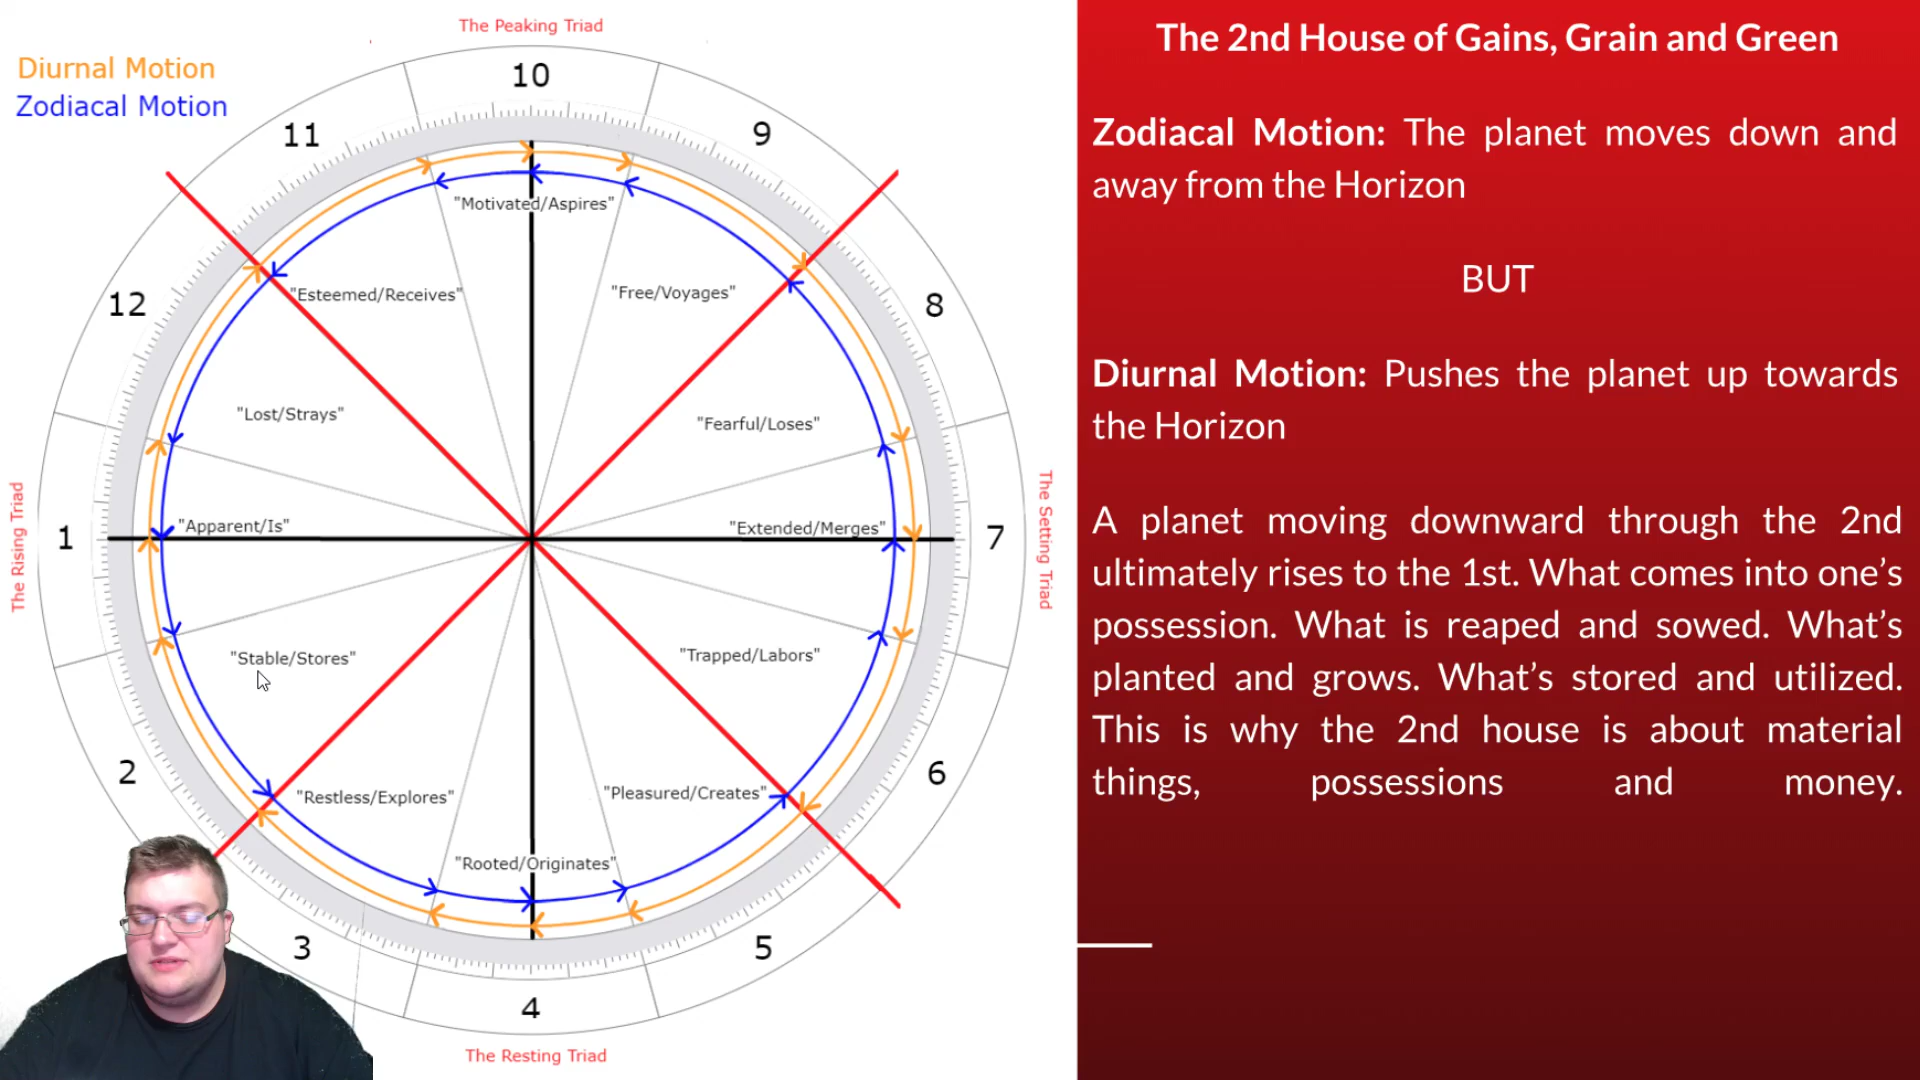 The Peaking Triad
Diurnal Motion
Zodiacal Motion
10
11
9
12
8
1
7
2
6
3
5
4
"Motivated/Aspires"
"Esteemed/Receives"
"Free/Voyages"
"Lost/Strays"
"Fearful/Loses"
"Apparent/Is"
"Extended/Merges"
"Stable/Stores"
"Trapped/Labors"
"Restless/Explores"
"Pleasured/Creates"
"Rooted/Originates"
The Rising Triad
The Setting Triad
The Resting Triad
The 2nd House of Gains, Grain and Green
Zodiacal Motion: The planet moves down and
away from the Horizon
BUT
Diurnal Motion: Pushes the planet up towards
the Horizon
A planet moving downward through the 2nd
ultimately rises to the 1st. What comes into one’s
possession. What is reaped and sowed. What’s
planted and grows. What’s stored and utilized.
This is why the 2nd house is about material
things, possessions and money.